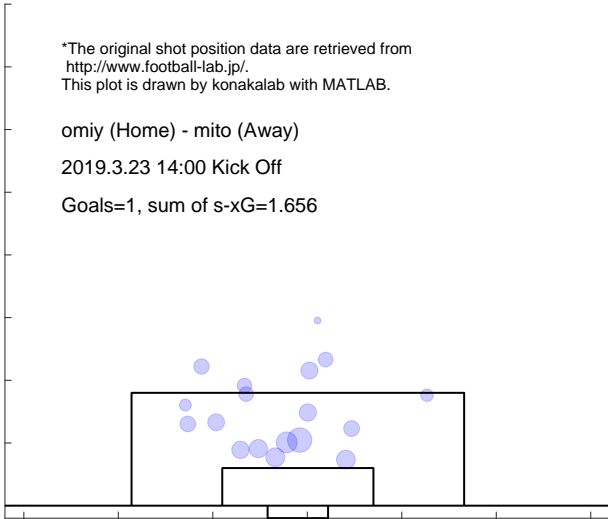 *The original shot position data are retrieved from
http://www.football-lab.jp/.
This plot is drawn by konakalab with MATLAB.
omiy (Home) - mito (Away)
2019.3.23 14:00 Kick Off
Goals=1, sum of s-xG=1.656